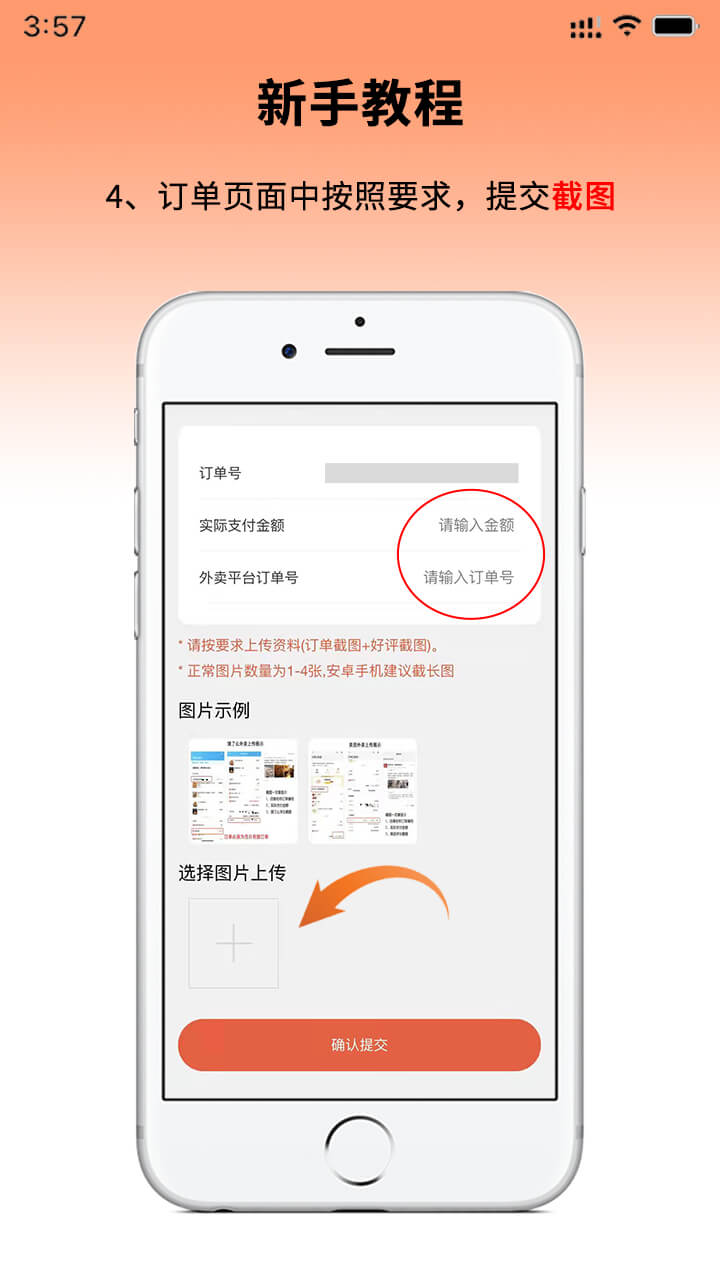 3:57
新手教程
4、订单页面中按照要求，提交截图
订单号
实际支付金额 请输入金额
外卖平台订单号 请输入订单号
* 请按要求上传资料(订单截图+好评截图)。
* 正常图片数量为1-4张,安卓手机建议截长图
图片示例
饿了么外卖上传展示
美团外卖上传展示
选择图片上传
确认提交